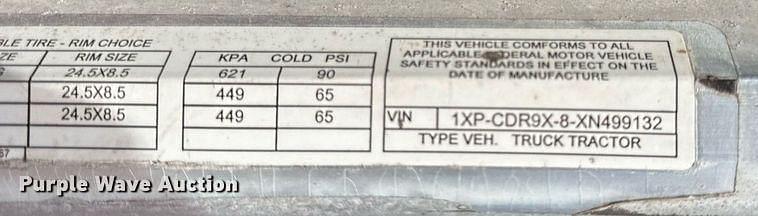 BLE TIRE - RIM CHOICE
ZE RIM SIZE
24.5X8.5
24.5X8.5
24.5X8.5
KPA COLD PSI
621 90
449 65
449 65
THIS VEHICLE COMFORMS TO ALL
APPLICABLE FEDERAL MOTOR VEHICLE
SAFETY STANDARDS IN EFFECT ON THE
DATE OF MANUFACTURE
VIN 1XP-CDR9X-8-XN499132
TYPE VEH. TRUCK TRACTOR
67
Purple Wave Auction